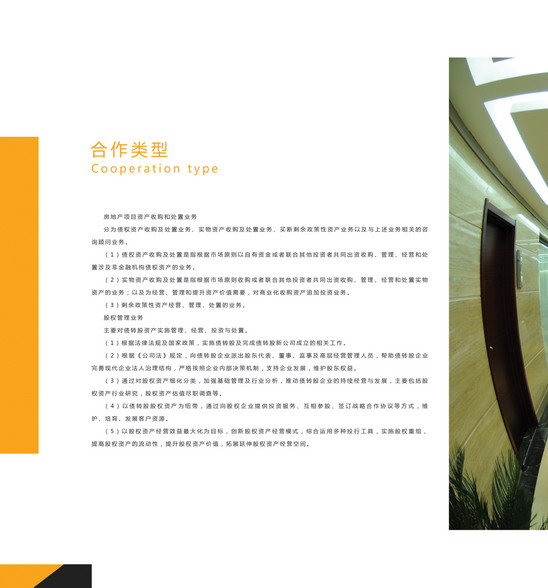 合作类型
Cooperation type
房地产项目资产收购和处置业务
分为债权资产收购及处置业务、实物资产收购及处置业务、买断剩余政策性资产业务以及与上述业务相关的咨
询顾问业务。
（1）债权资产收购及处置是指根据市场原则以自有资金或者联合其他投资者共同出资收购、管理、经营和处
置涉及非金融机构债权资产的业务。
（2）实物资产收购及处置是指根据市场原则收购或者联合其他投资者共同出资收购、管理、经营和处置实物
资产的业务；以及为经营、管理和提升资产价值需要，对商业化收购资产追加投资业务。
（3）剩余政策性资产经营、管理、处置的业务。
股权管理业务
主要对债转股资产实施管理、经营、投资与处置。
（1）根据法律法规及国家政策，实施债转股及完成债转股新公司成立的相关工作。
（2）根据《公司法》规定，向债转股企业派出股东代表、董事、监事及高层经营管理人员，帮助债转股企业
完善现代企业法人治理结构，严格按照企业内部决策机制，支持企业发展，维护股东权益。
（3）通过对股权资产细化分类，加强基础管理及行业分析，推动债转股企业的持续经营与发展，主要包括股
权资产行业研究，股权资产估值尽职调查等。
（4）以债转股股权资产为纽带，通过向股权企业提供投资服务、互相参股、签订战略合作协议等方式，维
护、培育、发展客户资源。
（5）以股权资产经营效益最大化为目标，创新股权资产经营模式，综合运用多种投行工具，实施股权重组，
提高股权资产的流动性，提升股权资产价值，拓展延伸股权资产经营空间。